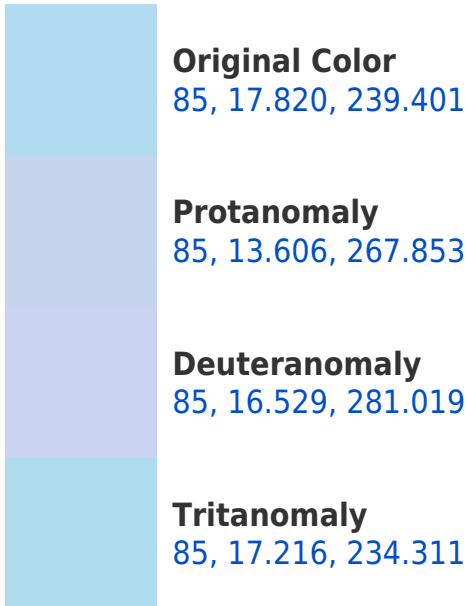 Original Color
85, 17.820, 239.401
Protanomaly
85, 13.606, 267.853
Deuteranomaly
85, 16.529, 281.019
Tritanomaly
85, 17.216, 234.311